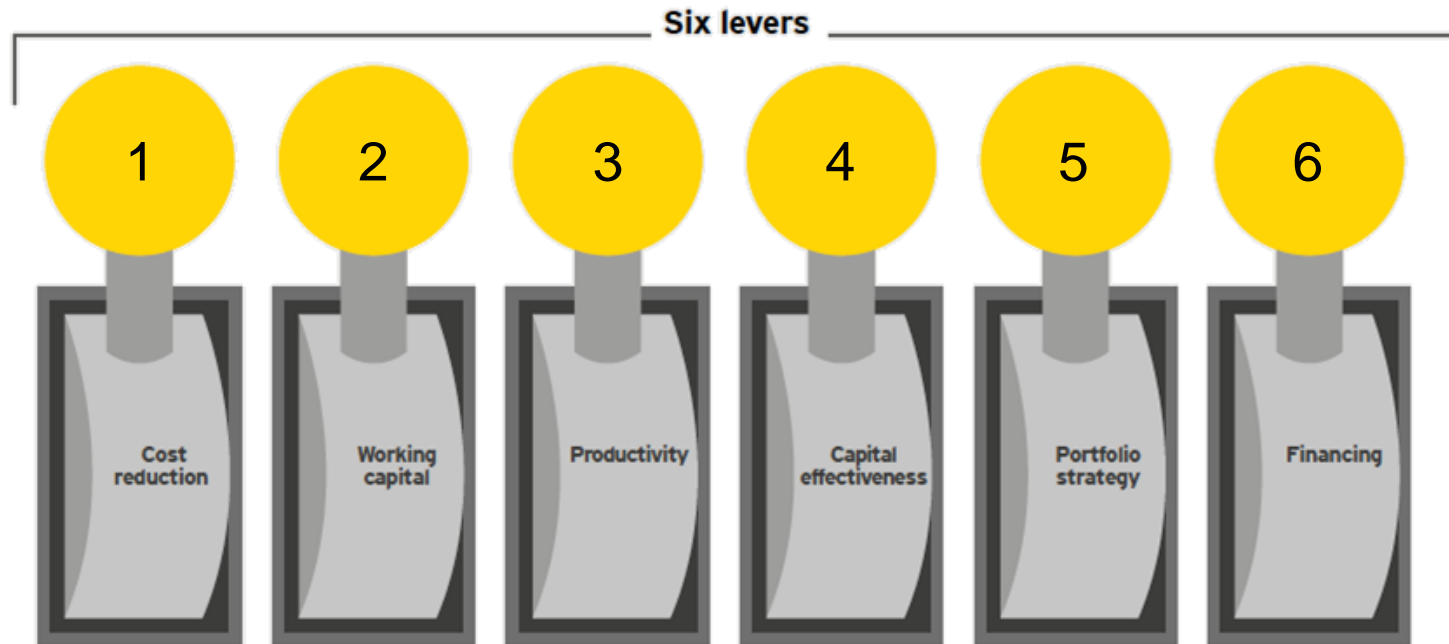 Six levers
1
2
3
4
5
6
Cost
reduction
Working
capital
Productivity
Capital
effectiveness
Portfolio
strategy
Financing